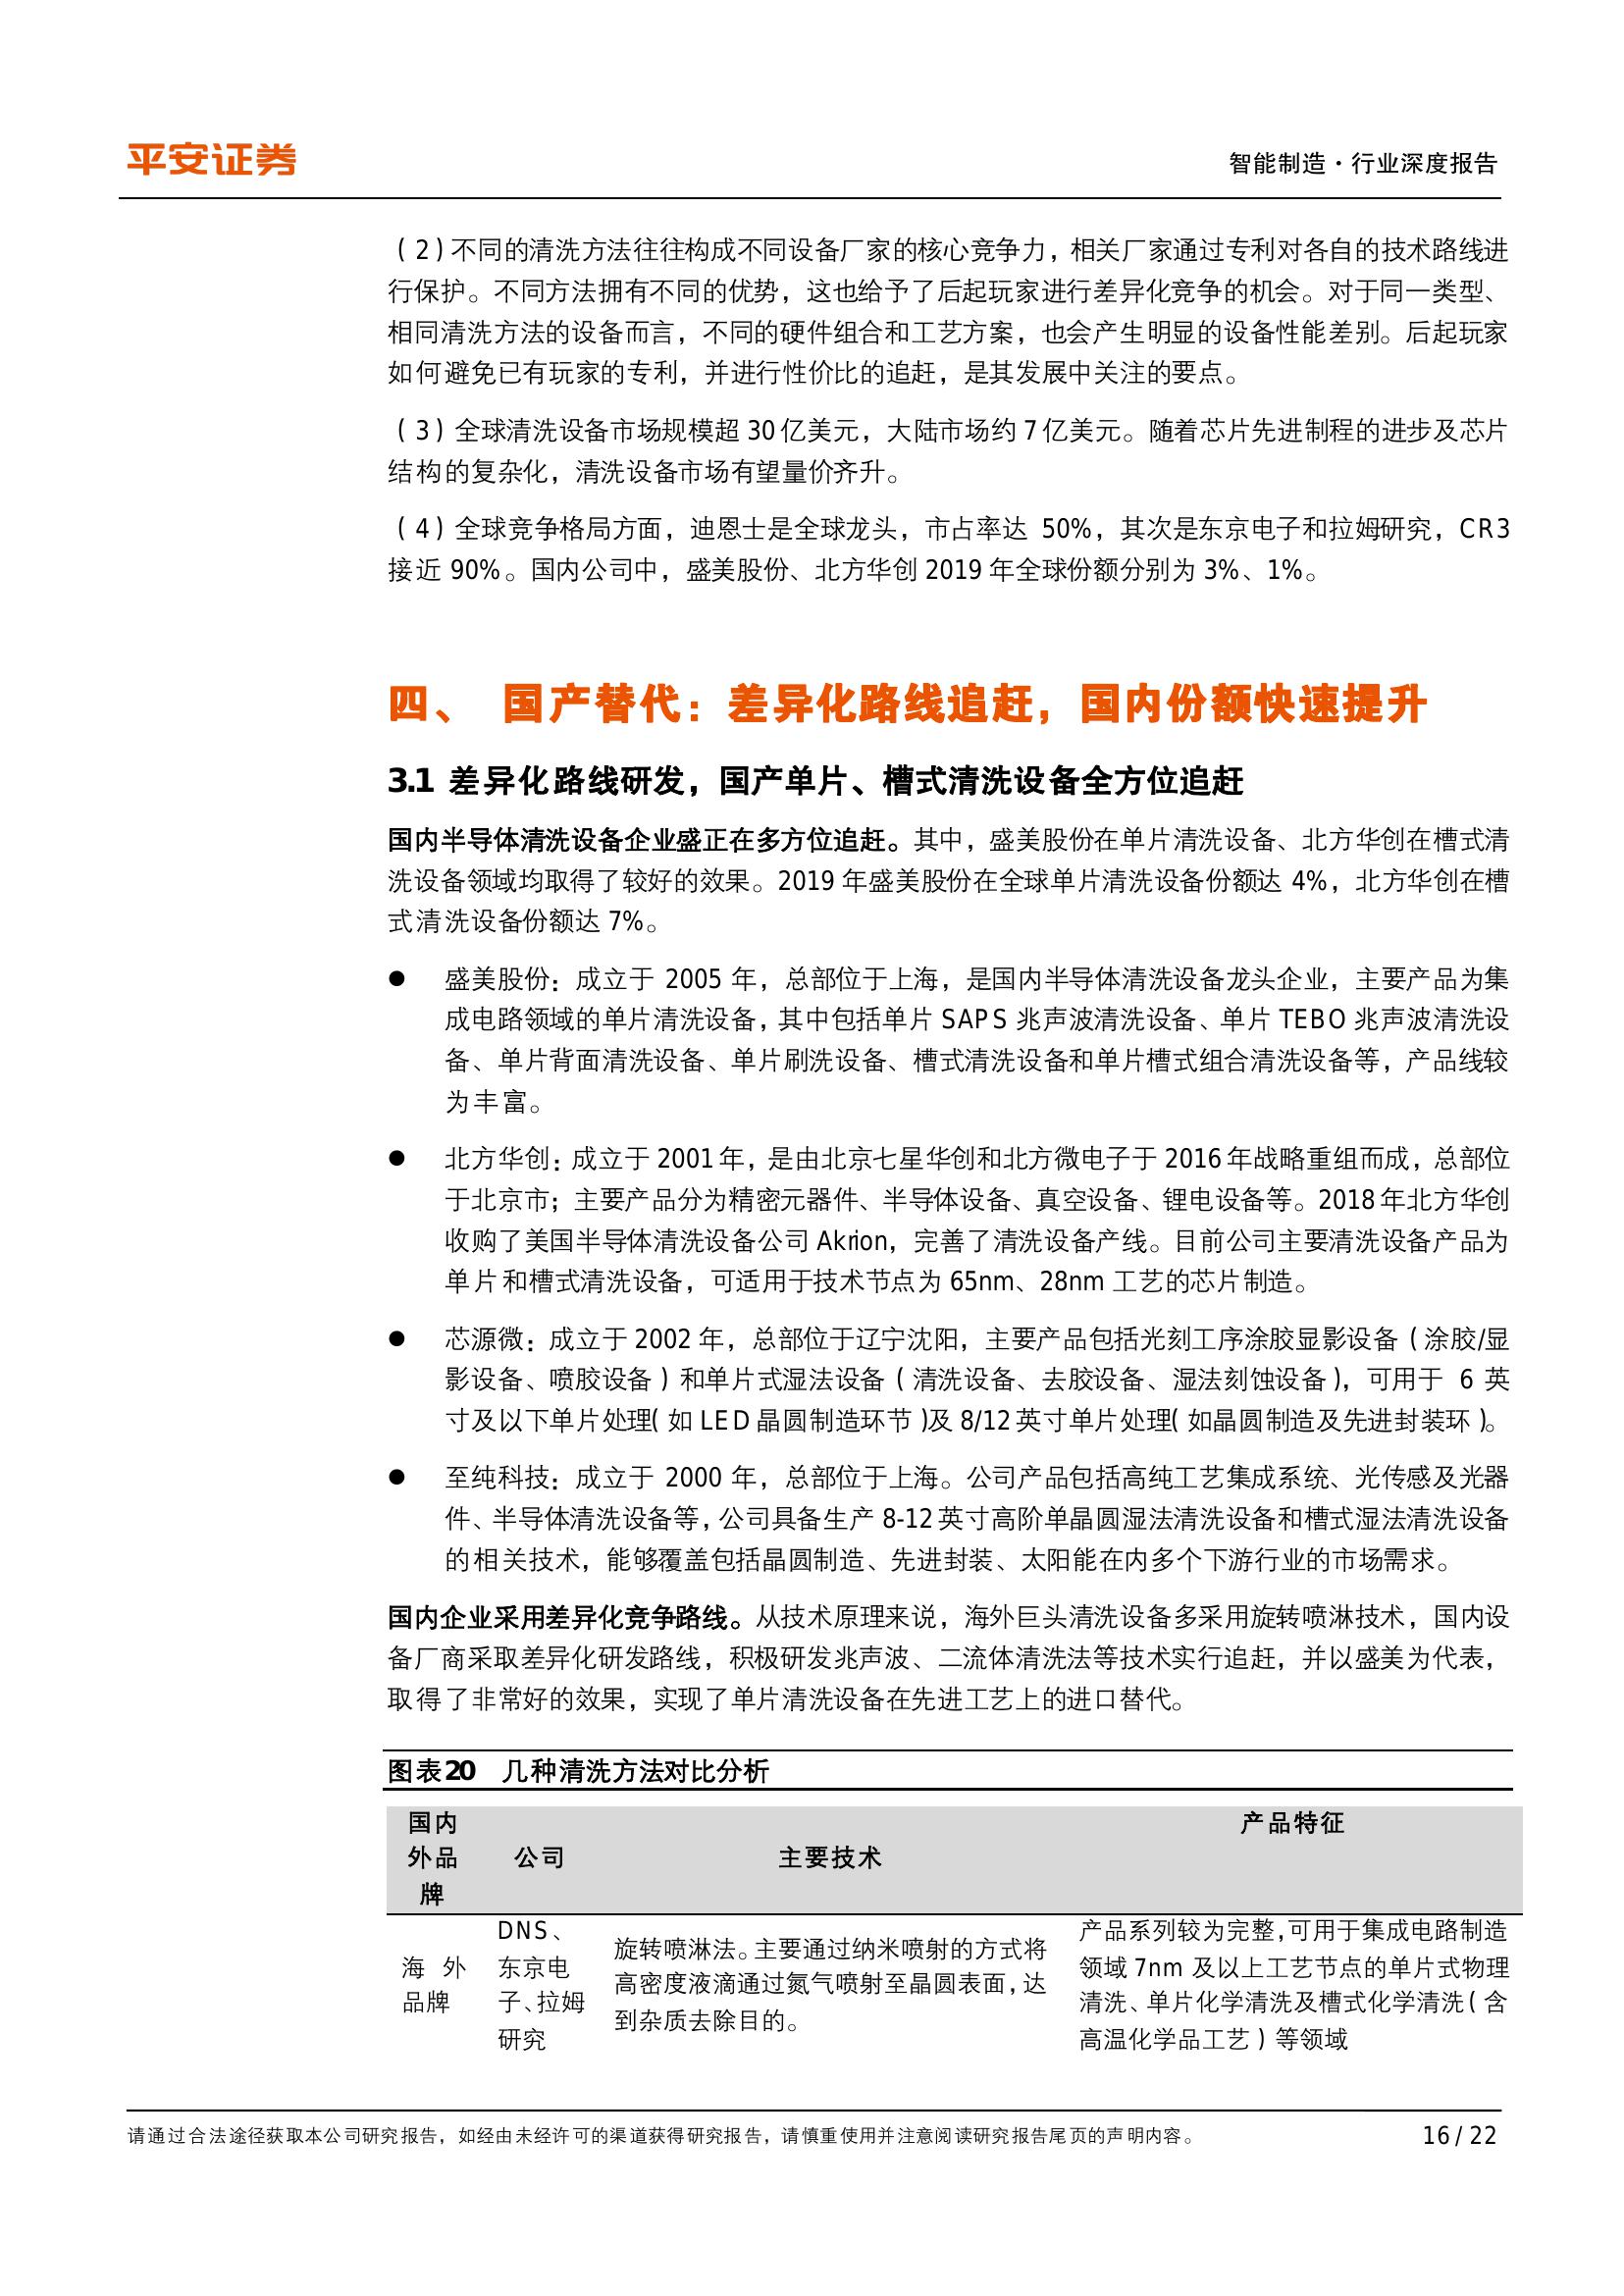 平安证券
智能制造·行业深度报告
（2）不同的清洗方法往往构成不同设备厂家的核心竞争力，相关厂家通过专利对各自的技术路线进
行保护。不同方法拥有不同的优势，这也给予了后起玩家进行差异化竞争的机会。对于同一类型、
相同清洗方法的设备而言，不同的硬件组合和工艺方案，也会产生明显的设备性能差别。后起玩家
如何避免已有玩家的专利，并进行性价比的追赶，是其发展中关注的要点。
（3）全球清洗设备市场规模超 30 亿美元，大陆市场约 7 亿美元。随着芯片先进制程的进步及芯片
结构的复杂化，清洗设备市场有望量价齐升。
（4）全球竞争格局方面，迪恩士是全球龙头，市占率达 50%，其次是东京电子和拉姆研究，CR3
接近 90%。国内公司中，盛美股份、北方华创 2019 年全球份额分别为 3%、1%。
四、 国产替代：差异化路线追赶，国内份额快速提升
3.1 差异化路线研发，国产单片、槽式清洗设备全方位追赶
国内半导体清洗设备企业盛正在多方位追赶。其中，盛美股份在单片清洗设备、北方华创在槽式清
洗设备领域均取得了较好的效果。2019 年盛美股份在全球单片清洗设备份额达 4%，北方华创在槽
式清洗设备份额达 7%。
● 盛美股份：成立于 2005 年，总部位于上海，是国内半导体清洗设备龙头企业，主要产品为集
成电路领域的单片清洗设备，其中包括单片 SAPS 兆声波清洗设备、单片 TEBO 兆声波清洗设
备、单片背面清洗设备、单片刷洗设备、槽式清洗设备和单片槽式组合清洗设备等，产品线较
为丰富。
● 北方华创：成立于 2001 年，是由北京七星华创和北方微电子于 2016 年战略重组而成，总部位
于北京市；主要产品分为精密元器件、半导体设备、真空设备、锂电设备等。2018 年北方华创
收购了美国半导体清洗设备公司 Akrion，完善了清洗设备产线。目前公司主要清洗设备产品为
单片和槽式清洗设备，可适用于技术节点为 65nm、28nm 工艺的芯片制造。
● 芯源微：成立于 2002 年，总部位于辽宁沈阳，主要产品包括光刻工序涂胶显影设备（涂胶/显
影设备、喷胶设备）和单片式湿法设备（清洗设备、去胶设备、湿法刻蚀设备），可用于 6 英
寸及以下单片处理（如 LED 晶圆制造环节）及 8/12 英寸单片处理（如晶圆制造及先进封装环）。
● 至纯科技：成立于 2000 年，总部位于上海。公司产品包括高纯工艺集成系统、光传感及光器
件、半导体清洗设备等，公司具备生产 8-12 英寸高阶单晶圆湿法清洗设备和槽式湿法清洗设备
的相关技术，能够覆盖包括晶圆制造、先进封装、太阳能在内多个下游行业的市场需求。
国内企业采用差异化竞争路线。从技术原理来说，海外巨头清洗设备多采用旋转喷淋技术，国内设
备厂商采取差异化研发路线，积极研发兆声波、二流体清洗法等技术实行追赶，并以盛美为代表，
取得了非常好的效果，实现了单片清洗设备在先进工艺上的进口替代。
图表20 几种清洗方法对比分析
国内
外品
牌
公司
主要技术
产品特征
海 外
品牌
DNS、
东京电
子、拉姆
研究
旋转喷淋法。主要通过纳米喷射的方式将
高密度液滴通过氮气喷射至晶圆表面，达
到杂质去除目的。
产品系列较为完整，可用于集成电路制造
领域 7nm 及以上工艺节点的单片式物理
清洗、单片化学清洗及槽式化学清洗（含
高温化学品工艺）等领域
请通过合法途径获取本公司研究报告，如经由未经许可的渠道获得研究报告，请慎重使用并注意阅读研究报告尾页的声明内容。
16 / 22